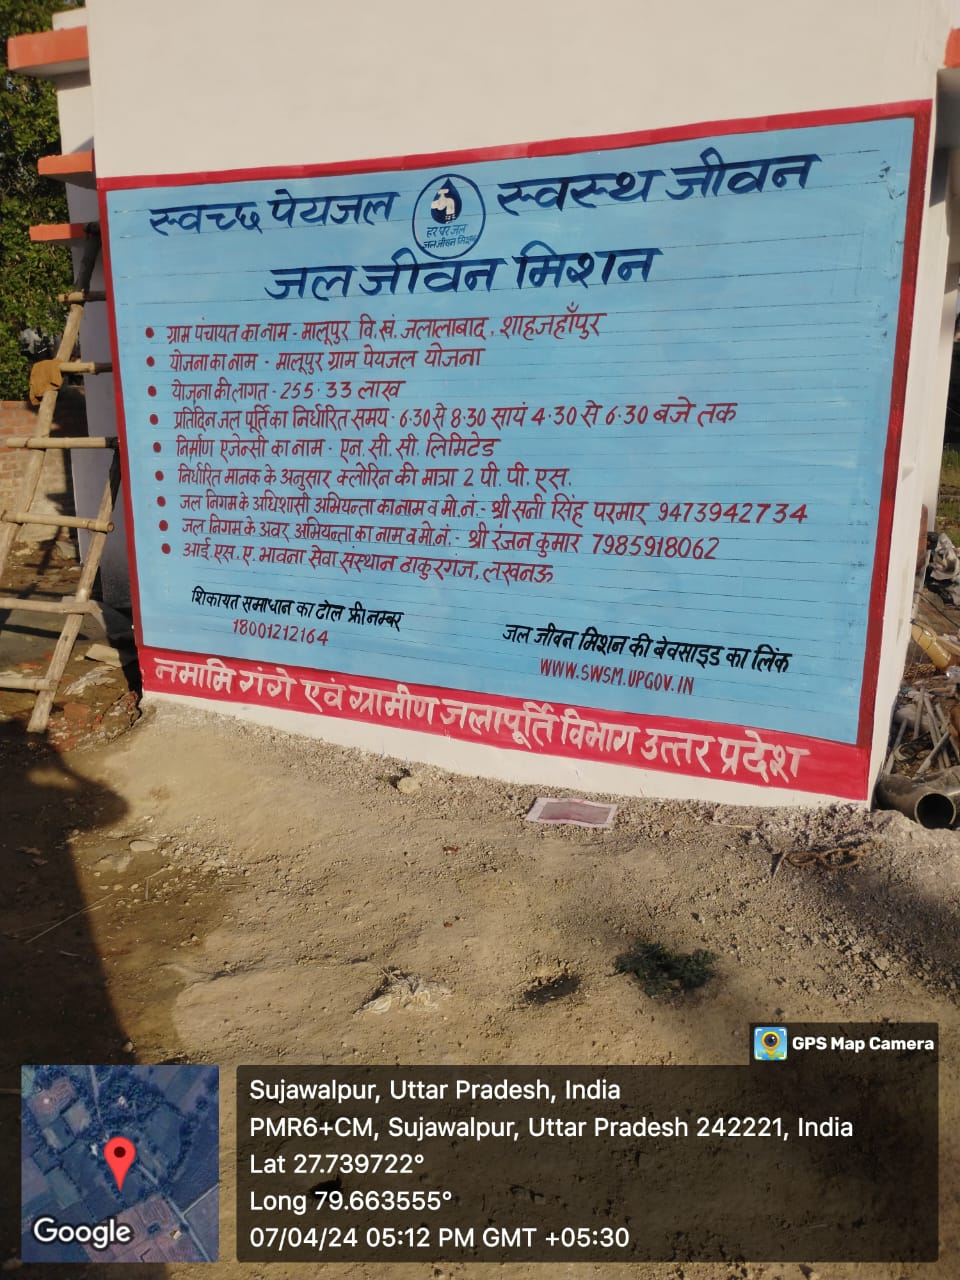 स्वच्छ पेयजल
हर घर जल
जल जीवन मिशन
स्वस्थ जीवन
जल जीवन मिशन
• ग्राम पंचायत का नाम - मालूपुर वि.खं. जलालाबाद, शाहजहाँपुर
• योजना का नाम - मालूपुर ग्राम पेयजल योजना
• योजना की लागत - 255.33 लाख
• प्रतिदिन जल पूर्ति का निर्धारित समय - 6.30 से 8.30 सायं 4.30 से 6.30 बजे तक
• निर्माण एजेन्सी का नाम - एन. सी. सी. लिमिटेड
• निर्धारित मानक के अनुसार क्लोरिन की मात्रा 2 पी. पी. एस.
• जल निगम के अधिशासी अभियन्ता का नाम व मो.नं.- श्री सनी सिंह परमार 9473942734
• जल निगम के अवर अभियन्ता का नाम व मो.नं.- श्री रंजन कुमार 7985918062
• आई. एस. ए. भावना सेवा संस्थान ठाकुरगंज, लखनऊ
शिकायत समाधान का टोल फ्री नम्बर
18001212164
जल जीवन मिशन की बेवसाइड का लिंक
WWW.SWSM.UPGOV.IN
नमामि गंगे एवं ग्रामीण जलापूर्ति विभाग उत्तर प्रदेश
GPS Map Camera
Google
Sujawalpur, Uttar Pradesh, India
PMR6+CM, Sujawalpur, Uttar Pradesh 242221, India
Lat 27.739722°
Long 79.663555°
07/04/24 05:12 PM GMT +05:30